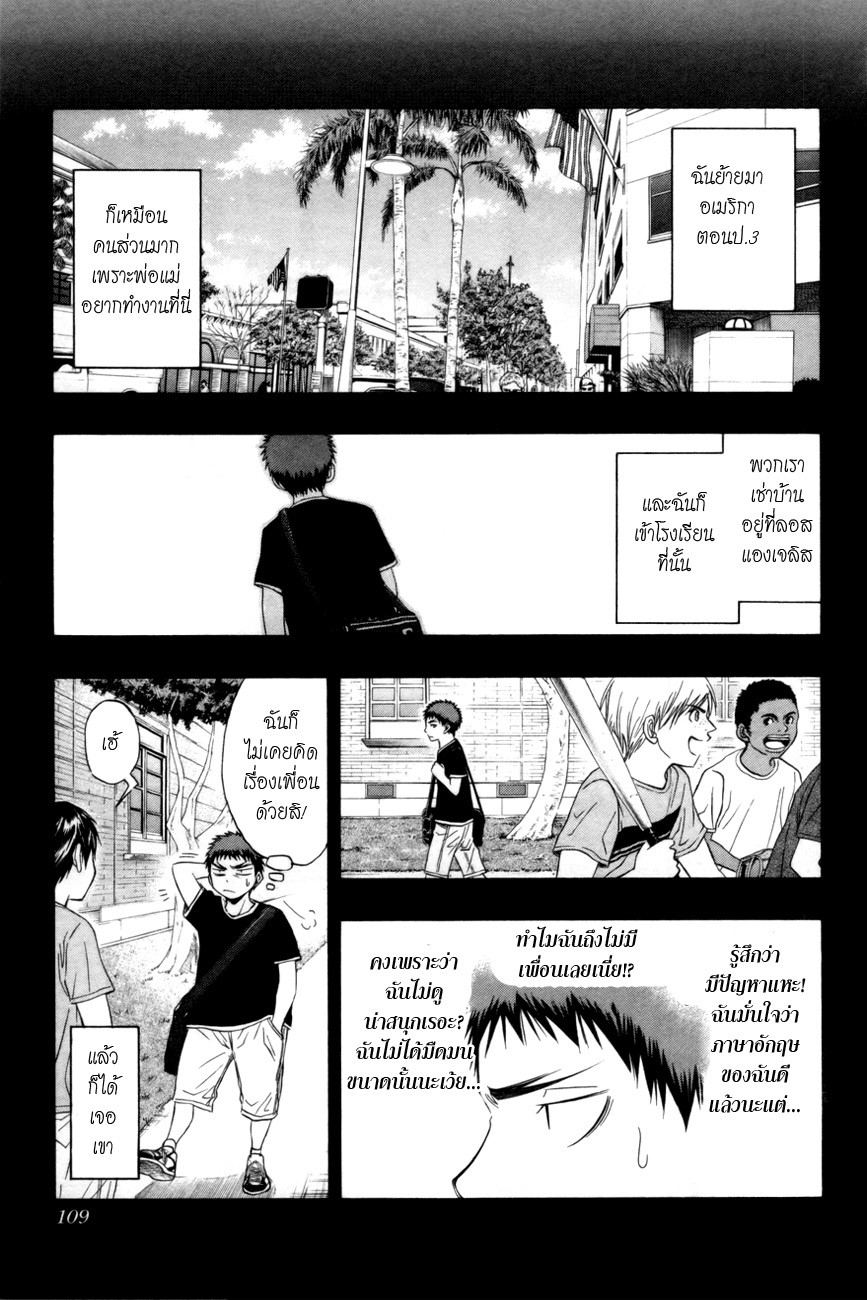 ฉันย้ายมา
อเมริกา
ตอนป.3
ก็เหมือน
คนส่วนมาก
เพราะพ่อแม่
อยากทำงานที่นี่
พวกเรา
เช่าบ้าน
อยู่ที่ลอส
แองเจลิส
และฉันก็
เข้าโรงเรียน
ที่นั้น
รู้สึกว่า
มีปัญหาแหะ!
ฉันมั่นใจว่า
ภาษาอักฤษ
ของฉันดี
แล้วนะแต่...
ทำไมฉันถึงไม่มี
เพื่อนเลยเนี่ย!?
คงเพราะว่า
ฉันไม่ดู
น่าสนุกเรอะ?
ฉันไม่ได้มืดมน
ขนาดนั้นนะเว้ย...
ฉันก็
ไม่เคยคิด
เรื่องเพื่อน
ด้วยสิ!
เฮ้
แล้ว
ก็ได้
เจอ
เขา
109